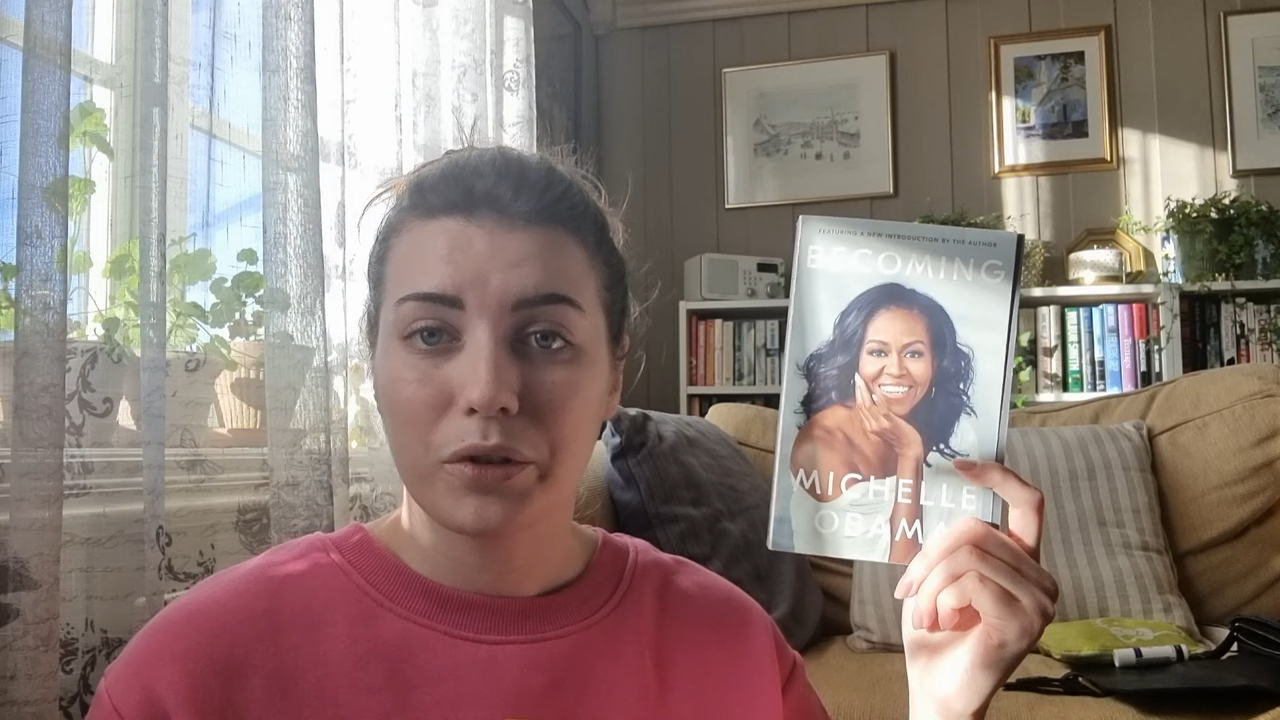 FEATURING A NEW INTRODUCTION BY THE AUTHOR
BECOMING
MICHELLE
OBAMA